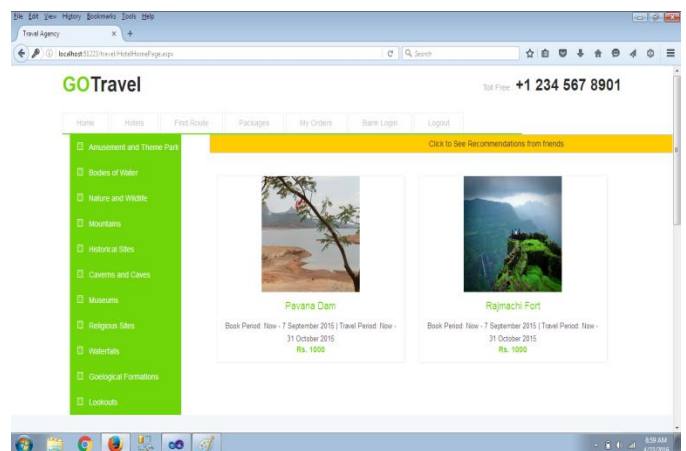 File Edit View History Bookmarks Tools Help
Travel Agency × +
localhost:51223/travel/HotelHomePage.aspx Search
GOTravel Toll Free +1 234 567 8901
Home Hotels Find Route Packages My Orders Bank Login Logout
Click to See Recommendations from friends
Amusement and Theme Park
Bodies of Water
Nature and Wildlife
Mountains
Historical Sites
Caverns and Caves
Museums
Religious Sites
Waterfalls
Goelogical Formations
Lookouts
Pavana Dam
Book Period: Now - 7 September 2015 | Travel Period: Now -
31 October 2015
Rs. 1000
Rajmachi Fort
Book Period: Now - 7 September 2015 | Travel Period: Now -
31 October 2015
Rs. 1000
8:59 AM